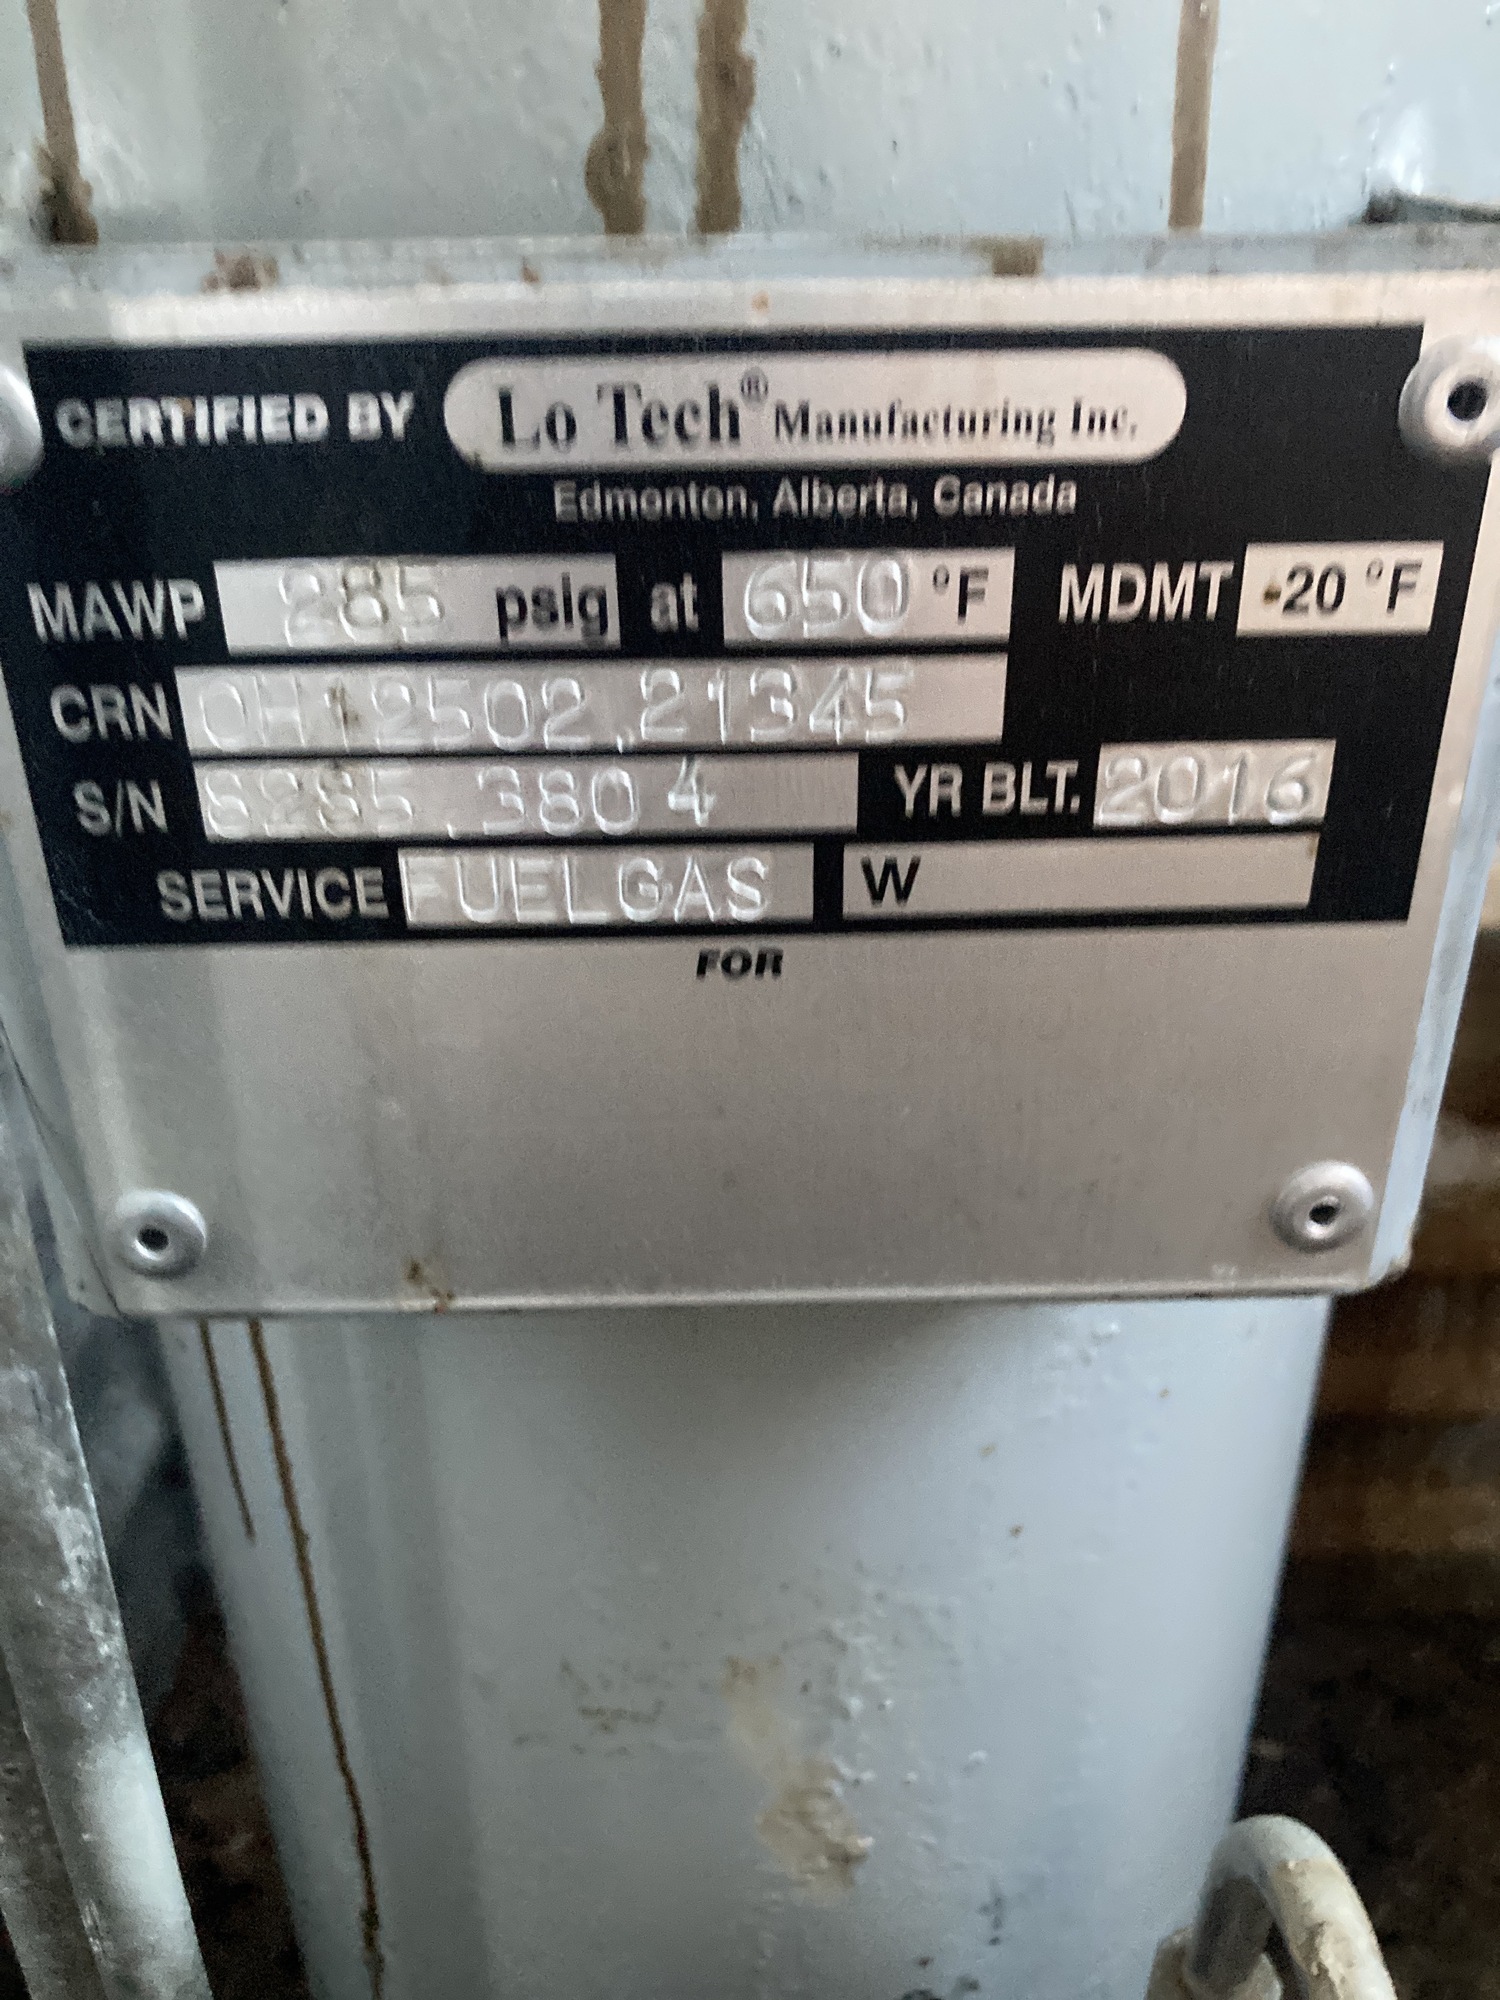 CERTIFIED BY Lo Tech® Manufacturing Inc.
Edmonton, Alberta, Canada
MAWP 285 psig at 650 °F MDMT -20 °F
CRN OH12502.21345
S/N S285.3804 YR BLT. 2016
SERVICE FUELGAS W
FOR